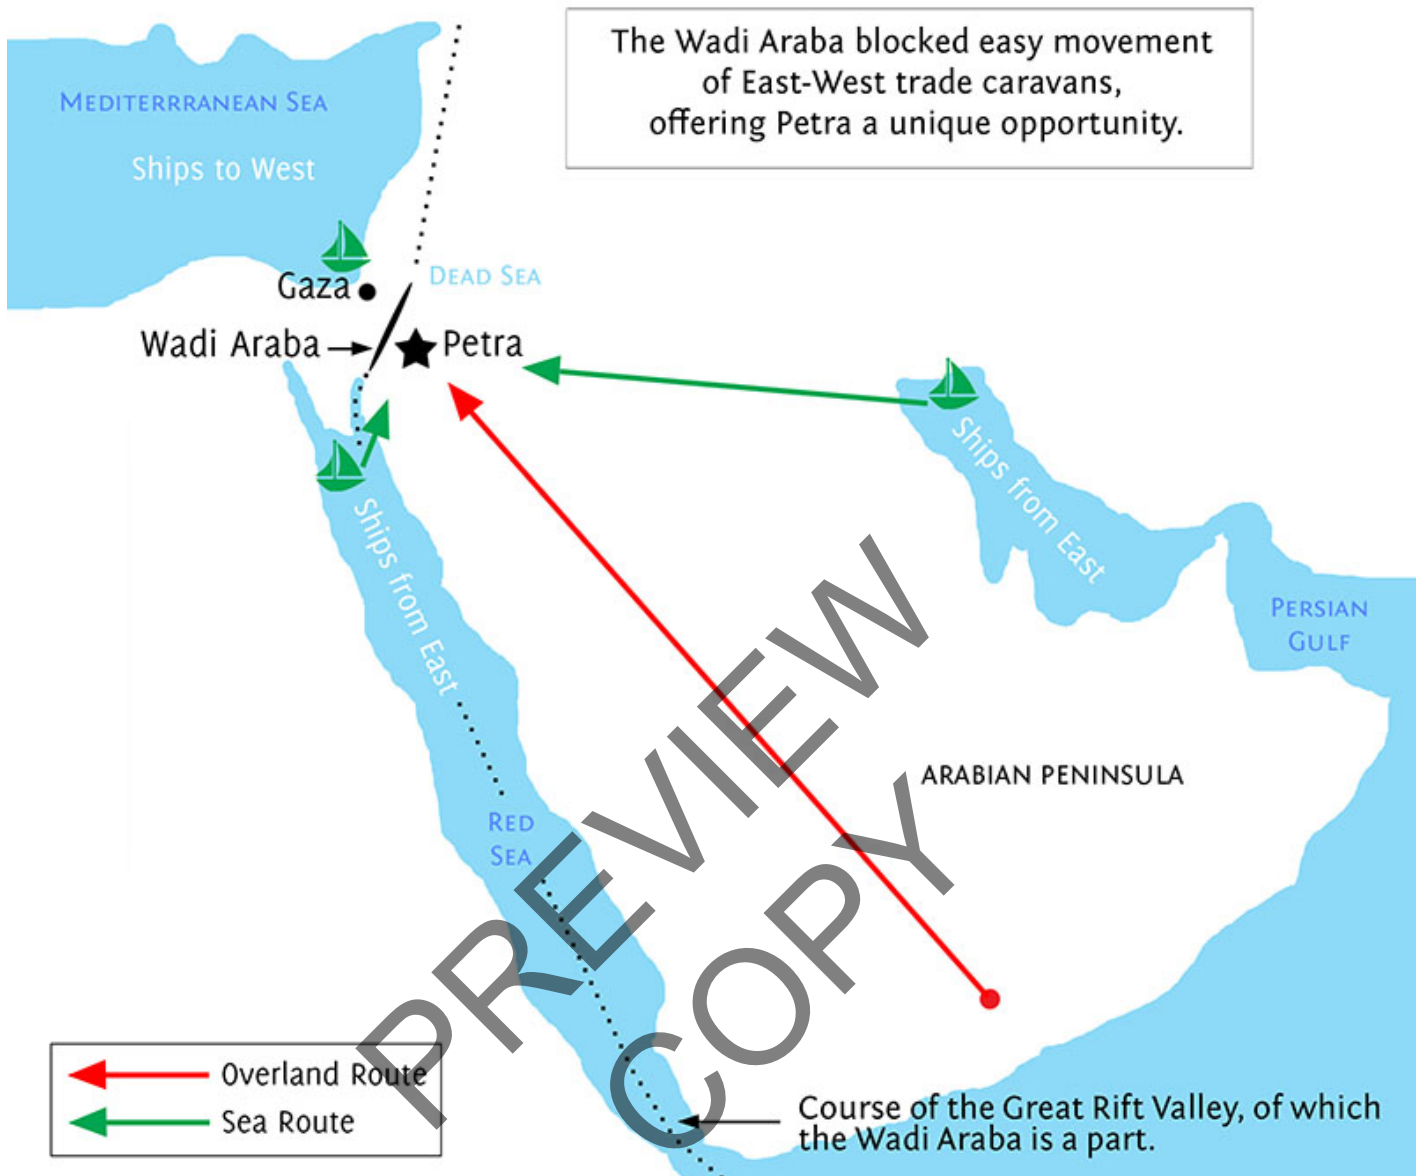 The Wadi Araba blocked easy movement
of East-West trade caravans,
offering Petra a unique opportunity.
MEDITERRRANEAN SEA
Ships to West
Gaza
DEAD SEA
Wadi Araba
Petra
Ships from East
Ships from East
PERSIAN
GULF
ARABIAN PENINSULA
RED
SEA
PREVIEW
COPY
Overland Route
Sea Route
Course of the Great Rift Valley, of which
the Wadi Araba is a part.